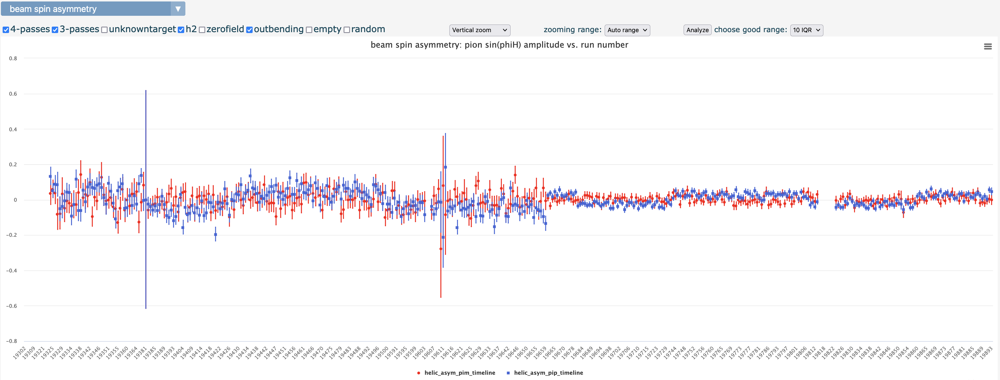 beam spin asymmetry ▼
4-passes 3-passes unknowntarget h2 zerofield outbending empty random Vertical zoom zooming range: Auto range Analyze choose good range: 10 IQR
beam spin asymmetry: pion sin(phiH) amplitude vs. run number
0.8
0.6
0.4
0.2
0
−0.2
−0.4
−0.6
−0.8
19302 19309 19321 19325 19329 19334 19338 19342 19346 19351 19355 19360 19364 19381 19385 19389 19393 19404 19409 19414 19418 19422 19426 19430 19434 19438 19442 19447 19451 19456 19461 19466 19470 19475 19479 19483 19488 19492 19496 19500 19591 19595 19599 19603 19607 19611 19616 19621 19625 19629 19633 19637 19642 19646 19650 19655 19659 19665 19670 19678 19684 19689 19694 19698 19702 19706 19710 19715 19723 19729 19744 19748 19752 19756 19760 19765 19769 19773 19777 19781 19786 19793 19797 19801 19806 19812 19818 19822 19826 19830 19834 19838 19842 19846 19850 19854 19860 19865 19869 19873 19877 19881 19885 19889 19893
helic_asym_pim_timeline helic_asym_pip_timeline